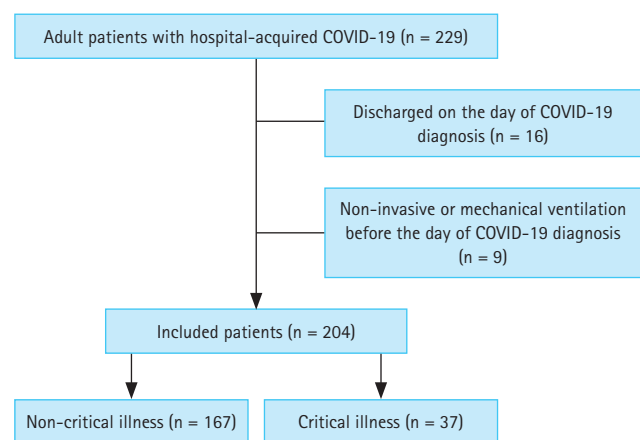 Adult patients with hospital-acquired COVID-19 (n = 229)
Discharged on the day of COVID-19
diagnosis (n = 16)
Non-invasive or mechanical ventilation
before the day of COVID-19 diagnosis
(n = 9)
Included patients (n = 204)
Non-critical illness (n = 167)
Critical illness (n = 37)